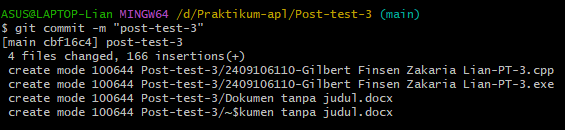 ASUS@LAPTOP-Lian MINGW64 /d/Praktikum-apl/Post-test-3 (main)
$ git commit -m "post-test-3"
[main cbf16c4] post-test-3
 4 files changed, 166 insertions(+)
 create mode 100644 Post-test-3/2409106110-Gilbert Finsen Zakaria Lian-PT-3.cpp
 create mode 100644 Post-test-3/2409106110-Gilbert Finsen Zakaria Lian-PT-3.exe
 create mode 100644 Post-test-3/Dokumen tanpa judul.docx
 create mode 100644 Post-test-3/~$kumen tanpa judul.docx